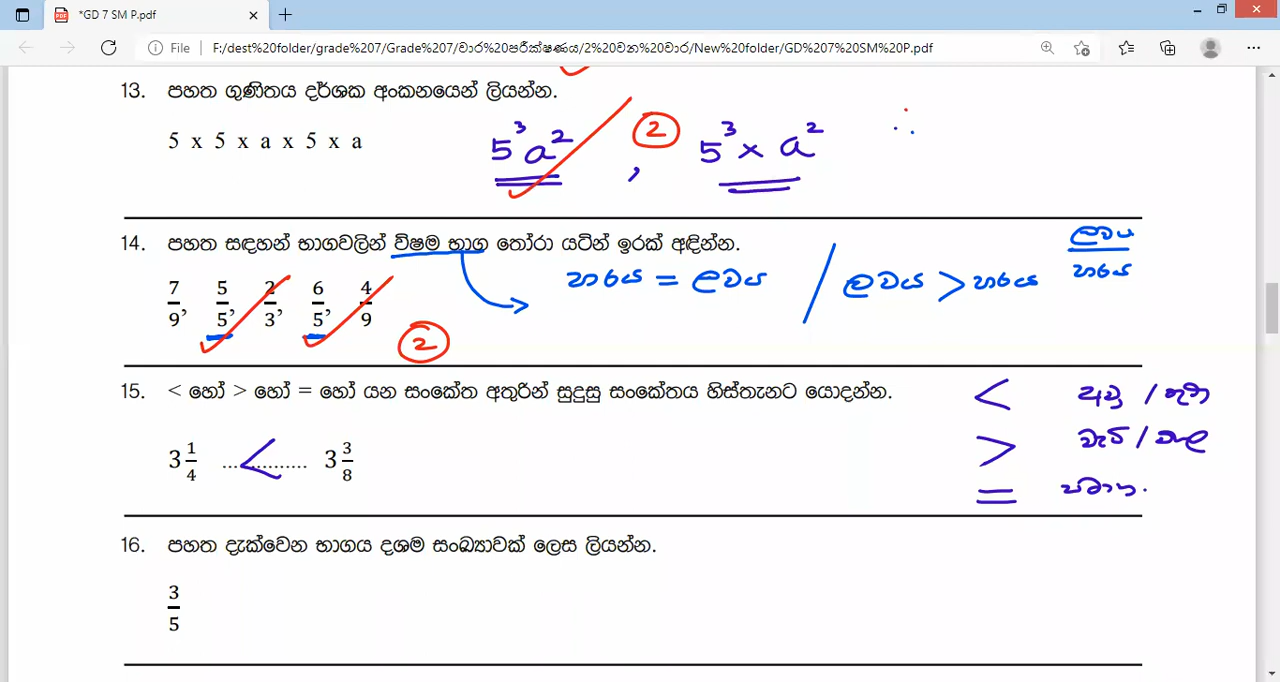 *GD 7 SM P.pdf
File F:/dest%20folder/grade%207/Grade%207/වාර%20පරීක්ෂණය/2%20වන%20වාර/New%20folder/GD%207%20SM%20P.pdf
13. පහත ගුණිතය දර්ශක අංකනයෙන් ලියන්න.
5 x 5 x a x 5 x a 5³a² , ② 5³ × a² ∴
14. පහත සඳහන් භාගවලින් විෂම භාග තෝරා යටින් ඉරක් අඳින්න.
7/9, 5/5, 2/3, 6/5, 4/9 ②
හරය = ලවය / ලවය > හරය
ලවය
හරය
15. < හෝ > හෝ = හෝ යන සංකේත අතුරින් සුදුසු සංකේතය හිස්තැනට යොදන්න.
3 1/4 ....<.... 3 3/8
< අඩු / කුඩා
> වැඩි / විශාල
= සමාන.
16. පහත දැක්වෙන භාගය දශම සංඛ්‍යාවක් ලෙස ලියන්න.
3/5